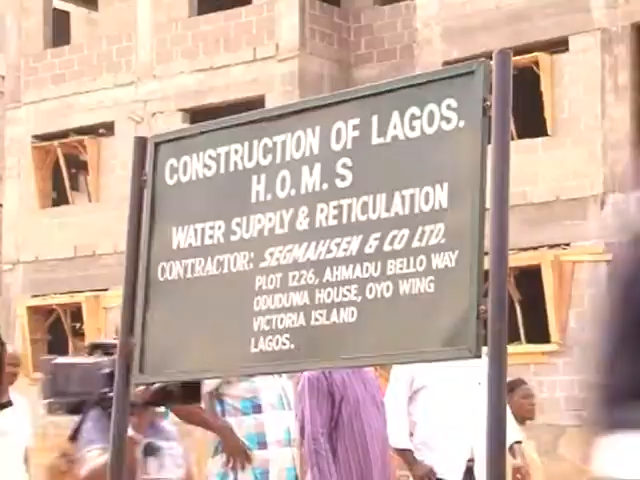 CONSTRUCTION OF LAGOS.
H.O.M.S
WATER SUPPLY & RETICULATION
CONTRACTOR: SEGMAHSEN & CO LTD.
PLOT 1226, AHMADU BELLO WAY
ODUDUWA HOUSE, OYO WING
VICTORIA ISLAND
LAGOS.